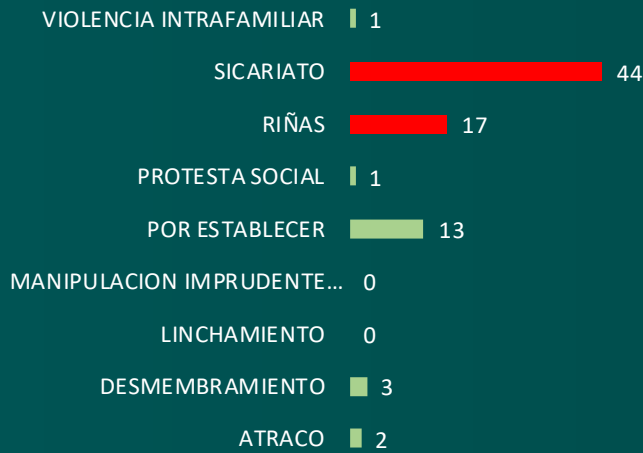 VIOLENCIA INTRAFAMILIAR 1
SICARIATO 44
RIÑAS 17
PROTESTA SOCIAL 1
POR ESTABLECER 13
MANIPULACION IMPRUDENTE... 0
LINCHAMIENTO 0
DESMEMBRAMIENTO 3
ATRACO 2